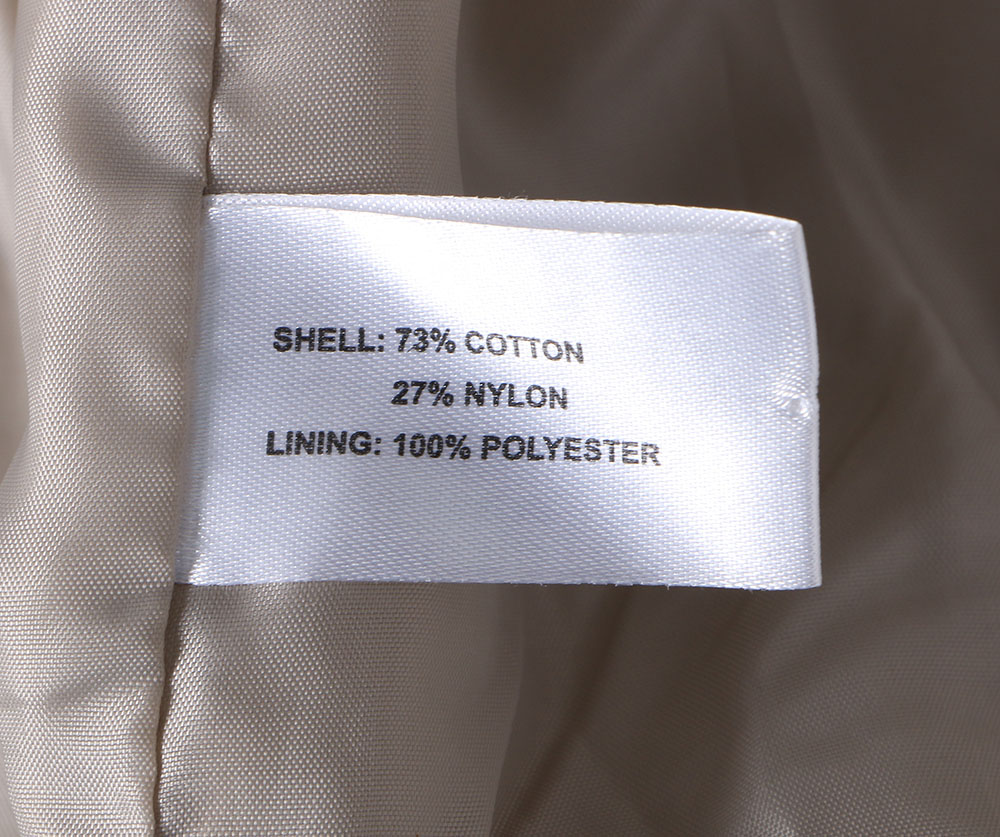 SHELL: 73% COTTON
27% NYLON
LINING: 100% POLYESTER